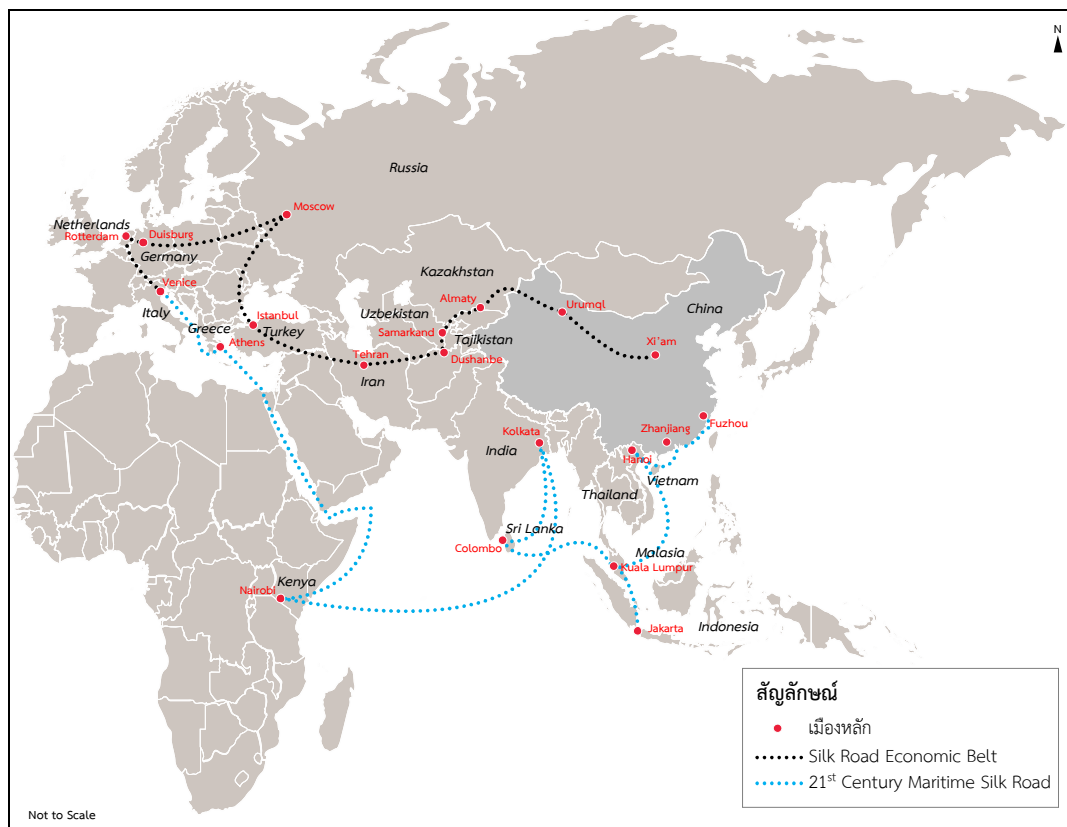 N
Russia
Moscow
Netherlands
Rotterdam
Duisburg
Germany
Kazakhstan
Venice
Almaty
Urumql
China
Italy
Istanbul
Uzbekistan
Greece
Turkey
Samarkand
Athens
Tajikistan
Xi'am
Tehran
Dushanbe
Iran
Fuzhou
Kolkata
Zhanjiang
India
Hanoi
Vietnam
Thailand
Sri Lanka
Colombo
Malasia
Kuala Lumpur
Kenya
Nairobi
Jakarta
Indonesia
สัญลักษณ์
เมืองหลัก
Silk Road Economic Belt
21st Century Maritime Silk Road
Not to Scale